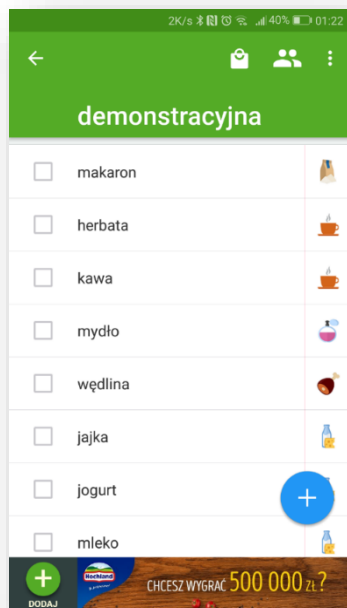 2K/s 40% 01:22
demonstracyjna
makaron
herbata
kawa
mydło
wędlina
jajka
jogurt
mleko
DODAJ
Hochland
CHCESZ WYGRAĆ 500 000 ZŁ?